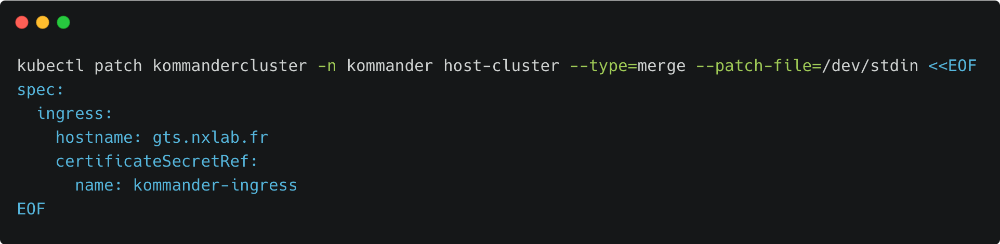 kubectl patch kommandercluster -n kommander host-cluster --type=merge --patch-file=/dev/stdin <<EOF
spec:
  ingress:
    hostname: gts.nxlab.fr
    certificateSecretRef:
      name: kommander-ingress
EOF